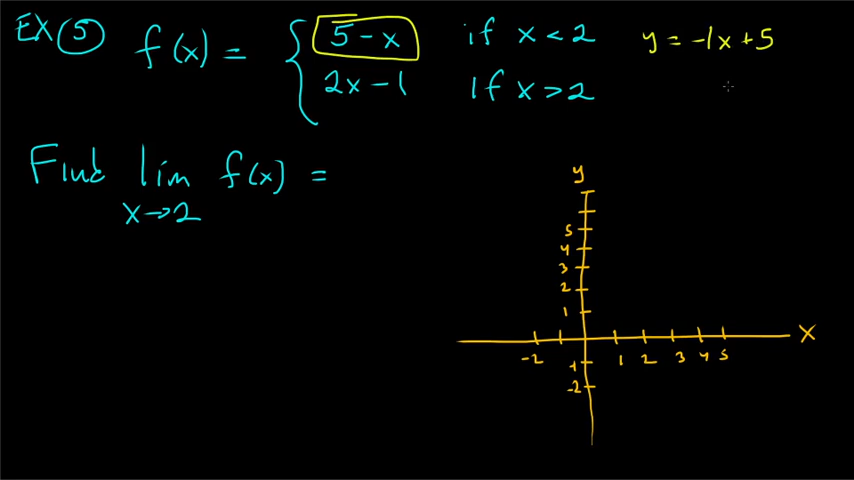 EX 5 f(x) = { 5 - x if x < 2 y = -1x + 5
2x - 1 If x > 2
Find lim f(x) =
x→2
y
5
4
3
2
1
-2 1 2 3 4 5 X
-1
-2